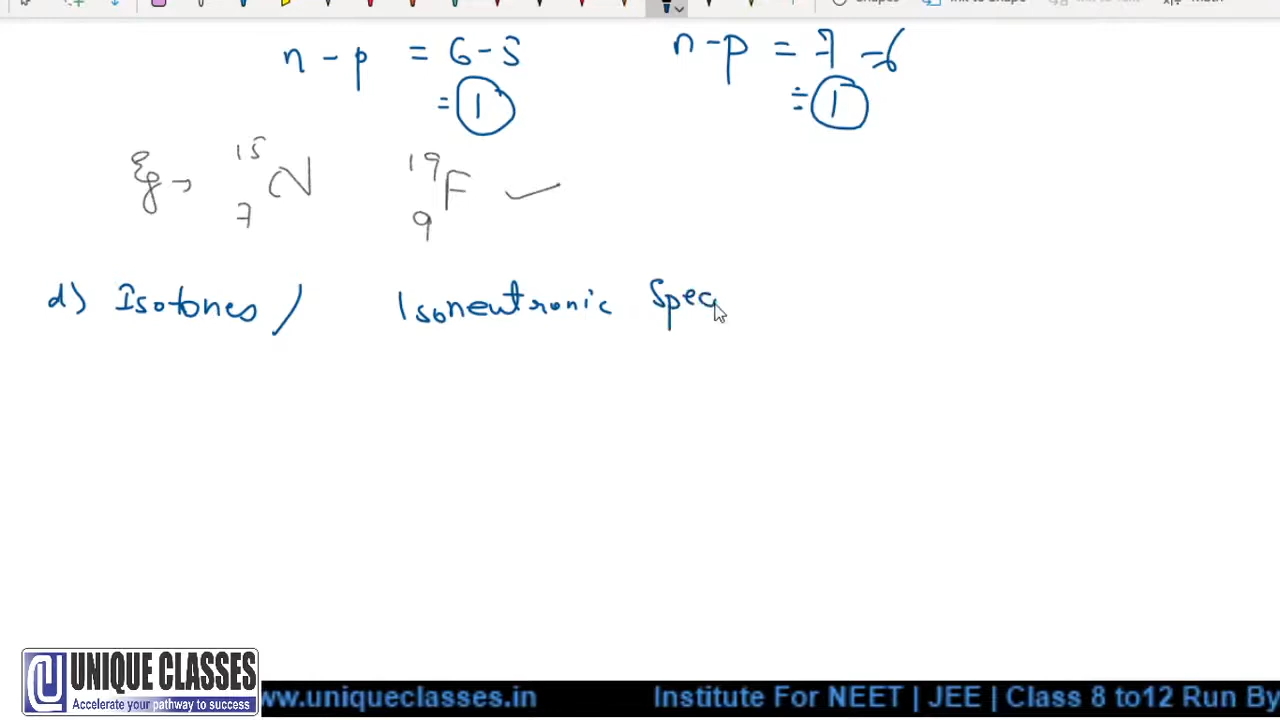 n - p = 6 - 5 n - p = 7 - 6
= 1 = 1
Eg → 15 7 N 19 9 F ✓
d) Isotones / Isoneutronic Spec
UNIQUE CLASSES
Accelerate your pathway to success
ww.uniqueclasses.in Institute For NEET | JEE | Class 8 to12 Run By